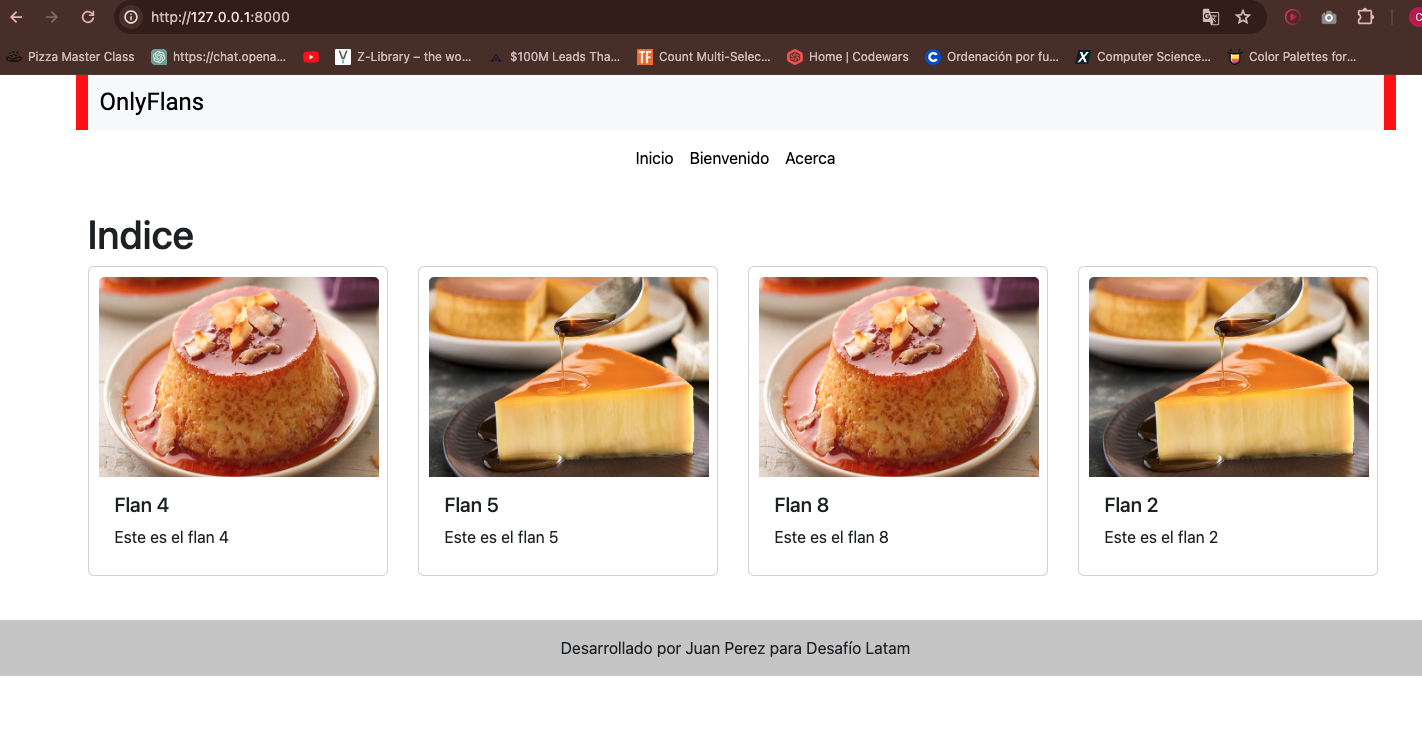 http://127.0.0.1:8000
Pizza Master Class
https://chat.opena...
Z-Library – the wo...
$100M Leads Tha...
TF Count Multi-Selec...
Home | Codewars
Ordenación por fu...
Computer Science...
Color Palettes for...
OnlyFlans
Inicio Bienvenido Acerca
Indice
Flan 4
Este es el flan 4
Flan 5
Este es el flan 5
Flan 8
Este es el flan 8
Flan 2
Este es el flan 2
Desarrollado por Juan Perez para Desafío Latam